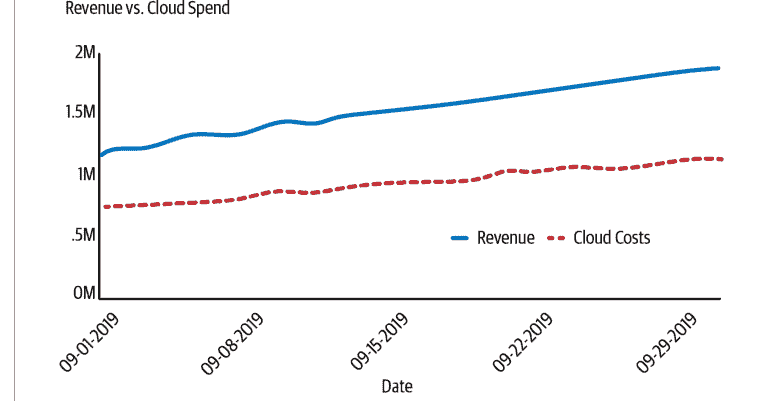 Revenue vs. Cloud Spend
2M
1.5M
1M
.5M
0M
Revenue
Cloud Costs
09-01-2019
09-08-2019
09-15-2019
09-22-2019
09-29-2019
Date